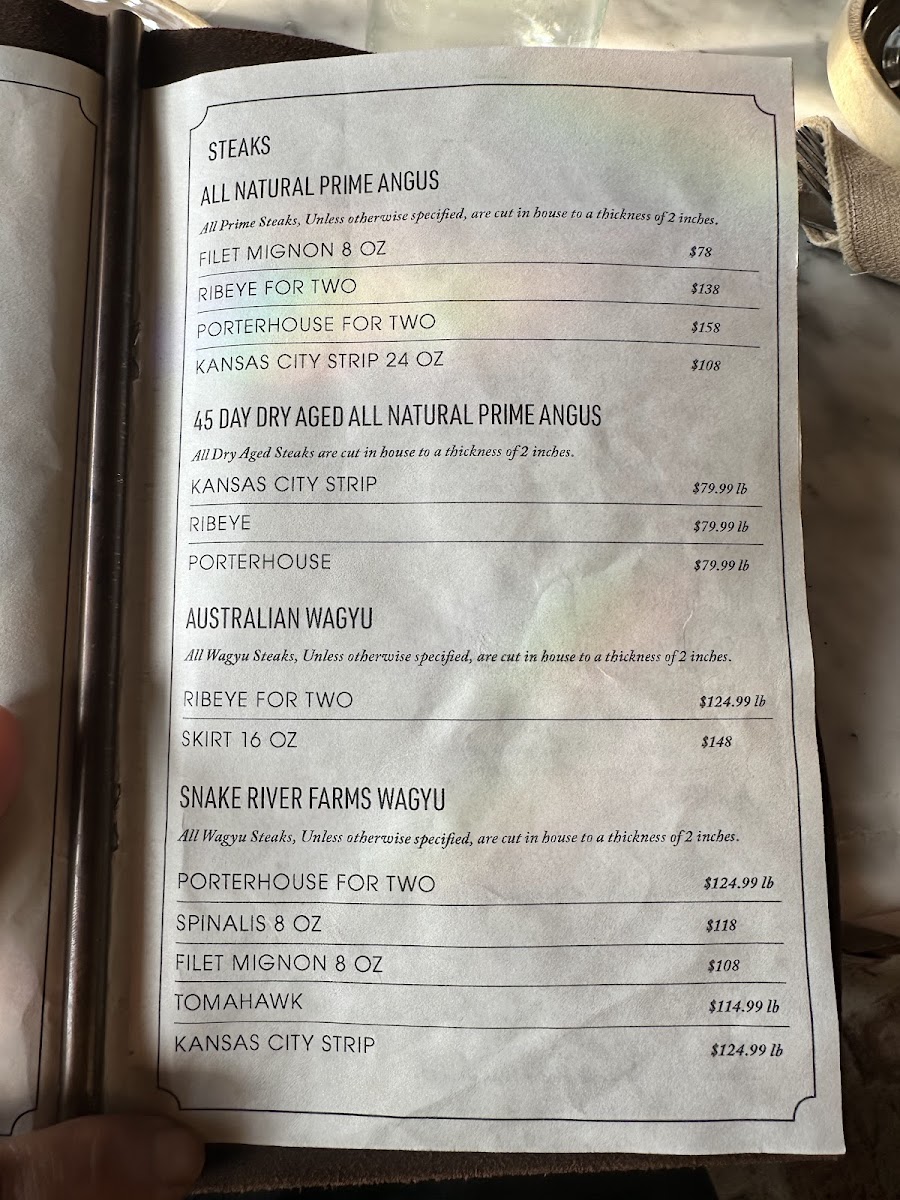 STEAKS
ALL NATURAL PRIME ANGUS
All Prime Steaks, Unless otherwise specified, are cut in house to a thickness of 2 inches.
FILET MIGNON 8 OZ $78
RIBEYE FOR TWO $138
PORTERHOUSE FOR TWO $158
KANSAS CITY STRIP 24 OZ $108
45 DAY DRY AGED ALL NATURAL PRIME ANGUS
All Dry Aged Steaks are cut in house to a thickness of 2 inches.
KANSAS CITY STRIP $79.99 lb
RIBEYE $79.99 lb
PORTERHOUSE $79.99 lb
AUSTRALIAN WAGYU
All Wagyu Steaks, Unless otherwise specified, are cut in house to a thickness of 2 inches.
RIBEYE FOR TWO $124.99 lb
SKIRT 16 OZ $148
SNAKE RIVER FARMS WAGYU
All Wagyu Steaks, Unless otherwise specified, are cut in house to a thickness of 2 inches.
PORTERHOUSE FOR TWO $124.99 lb
SPINALIS 8 OZ $118
FILET MIGNON 8 OZ $108
TOMAHAWK $114.99 lb
KANSAS CITY STRIP $124.99 lb